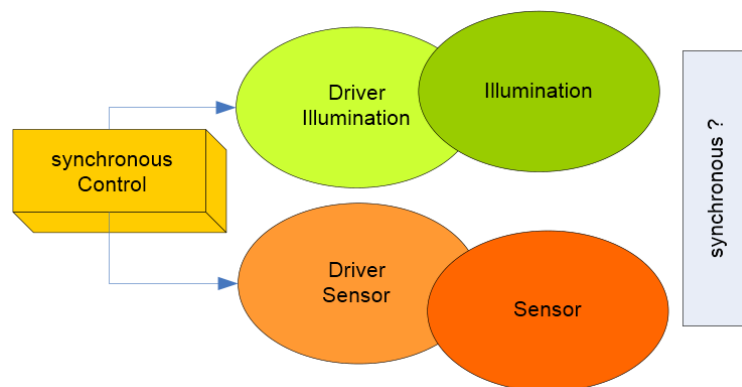 synchronous
Control
Driver
Illumination
Illumination
Driver
Sensor
Sensor
synchronous ?